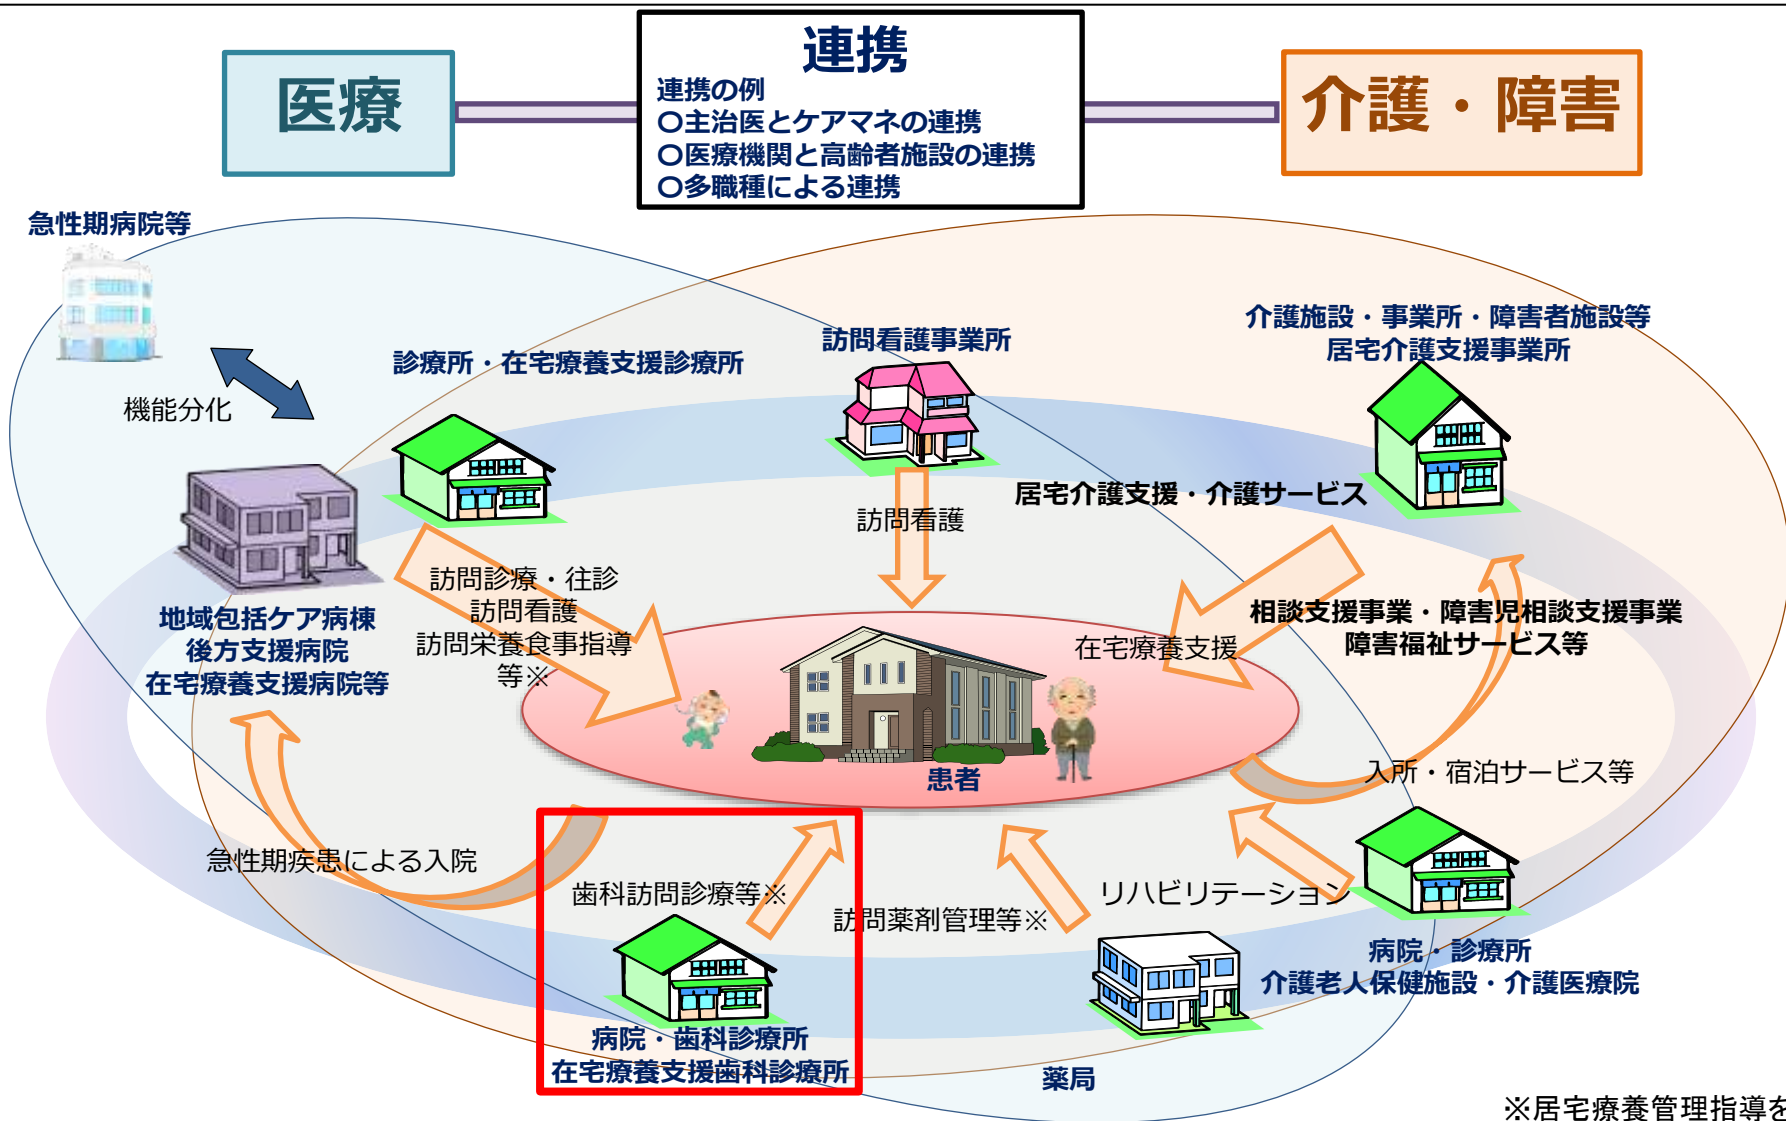 医療
連携
連携の例
○主治医とケアマネの連携
○医療機関と高齢者施設の連携
○多職種による連携
介護・障害
急性期病院等
機能分化
診療所・在宅療養支援診療所
訪問看護事業所
介護施設・事業所・障害者施設等
居宅介護支援事業所
訪問看護
居宅介護支援・介護サービス
訪問診療・往診
訪問看護
訪問栄養食事指導
等※
地域包括ケア病棟
後方支援病院
在宅療養支援病院等
在宅療養支援
相談支援事業・障害児相談支援事業
障害福祉サービス等
患者
入所・宿泊サービス等
急性期疾患による入院
歯科訪問診療等※
訪問薬剤管理等※
リハビリテーション
病院・歯科診療所
在宅療養支援歯科診療所
薬局
病院・診療所
介護老人保健施設・介護医療院
※居宅療養管理指導を